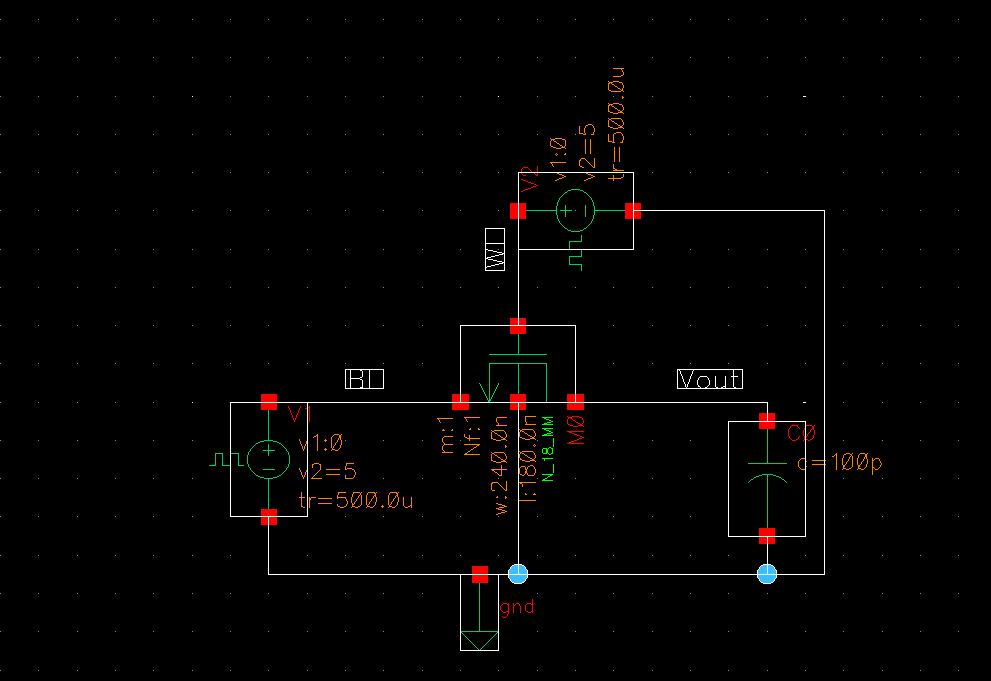 V2
v1:0
v2=5
tr=500.0u
WL
BL
Vout
V1
v1:0
v2=5
tr=500.0u
m:1
Nf:1
w:240.0n
l:180.0n
N_18_MM
M0
C0
c=100p
gnd